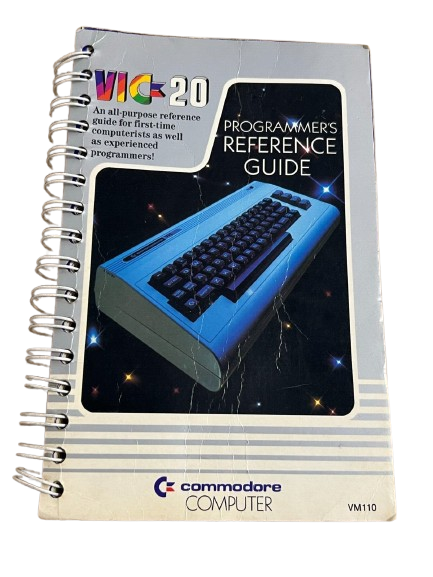 VIC 20
An all-purpose reference
guide for first-time
computerists as well
as experienced
programmers!
PROGRAMMER'S
REFERENCE
GUIDE
commodore
COMPUTER
VM110